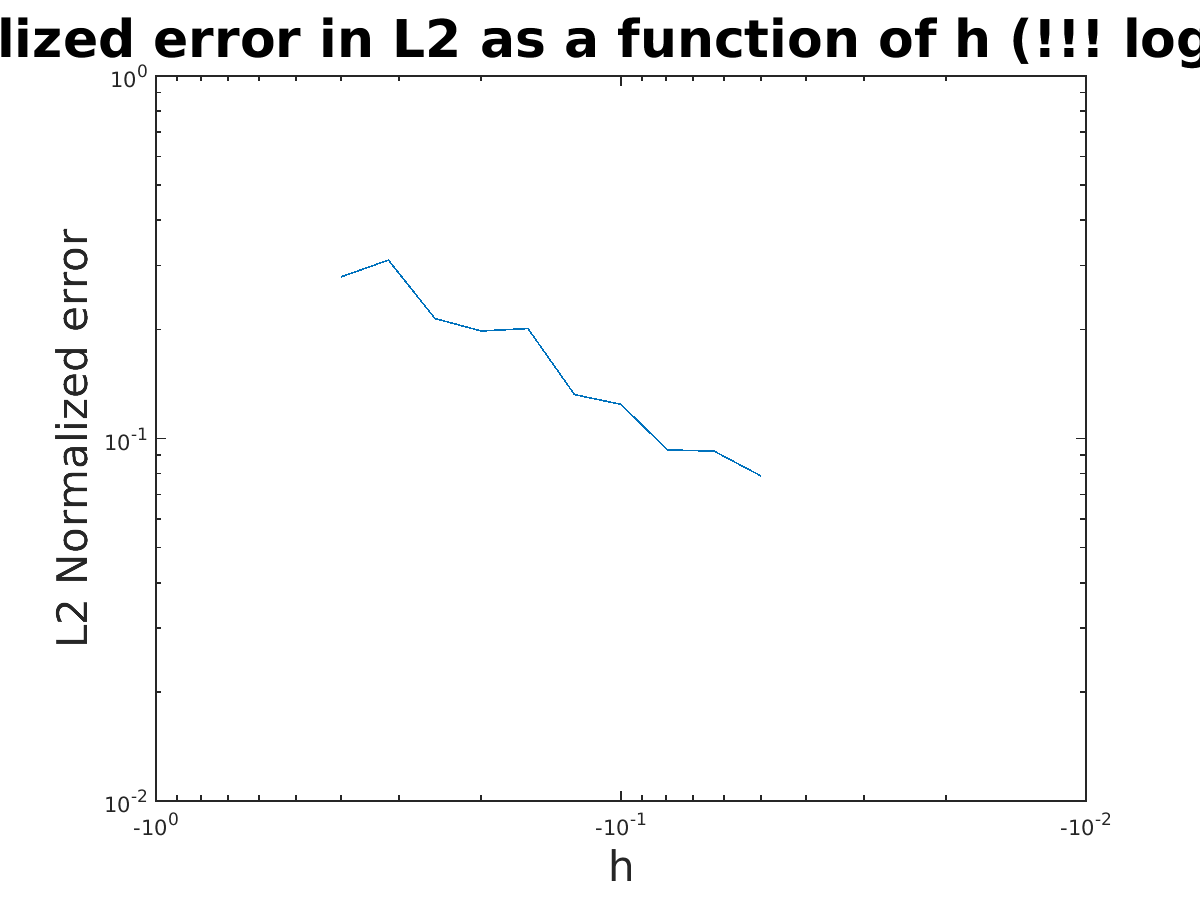 lized error in L2 as a function of h (!!! log
10^0
10^-1
10^-2
L2 Normalized error
-10^0 -10^-1 -10^-2
h